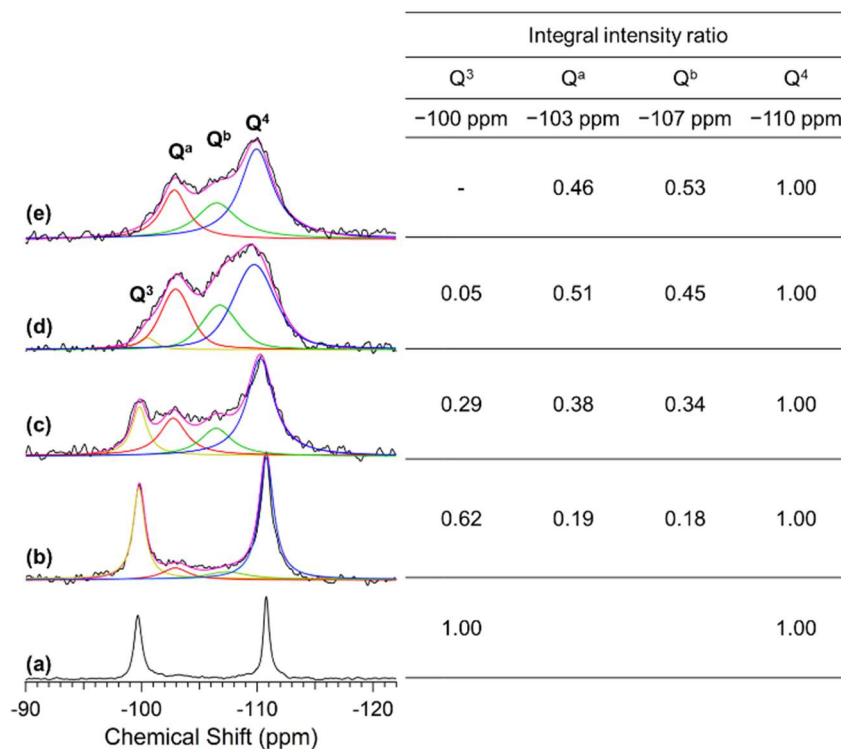 Integral intensity ratio
Q³ Qᵃ Qᵇ Q⁴
−100 ppm −103 ppm −107 ppm −110 ppm
Qᵃ Qᵇ Q⁴
(e) - 0.46 0.53 1.00
Q³
(d) 0.05 0.51 0.45 1.00
(c) 0.29 0.38 0.34 1.00
(b) 0.62 0.19 0.18 1.00
(a) 1.00 1.00
-90 -100 -110 -120
Chemical Shift (ppm)